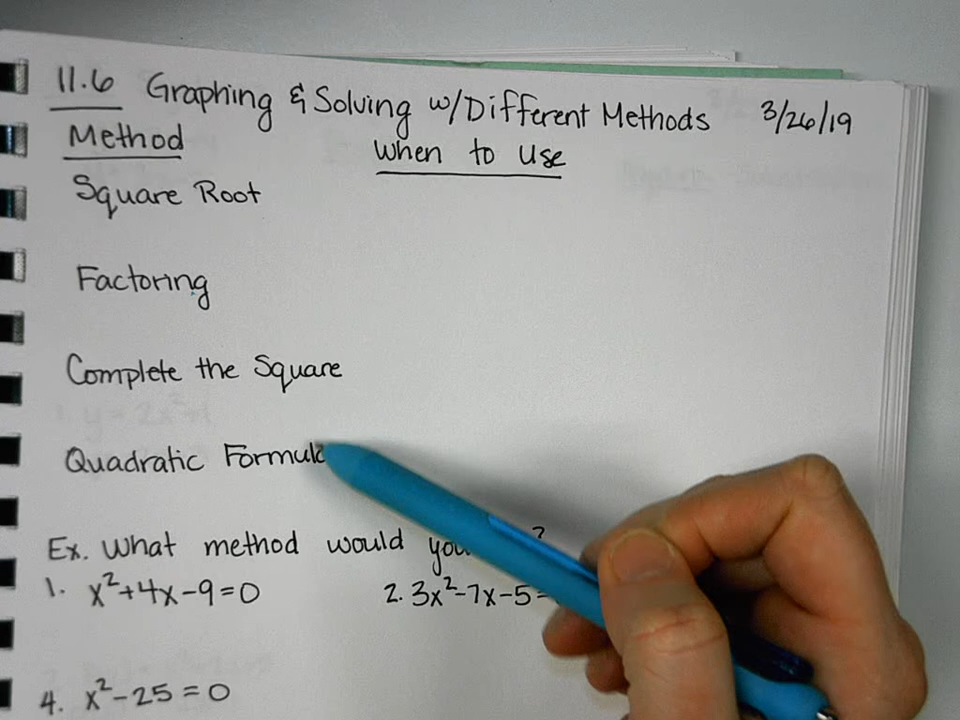 11.6 Graphing & Solving w/Different Methods 3/26/19
Method When to Use
Square Root
Factoring
Complete the Square
Quadratic Formula
Ex. What method would you ?
1. x²+4x-9=0 2. 3x²-7x-5=
4. x²-25=0